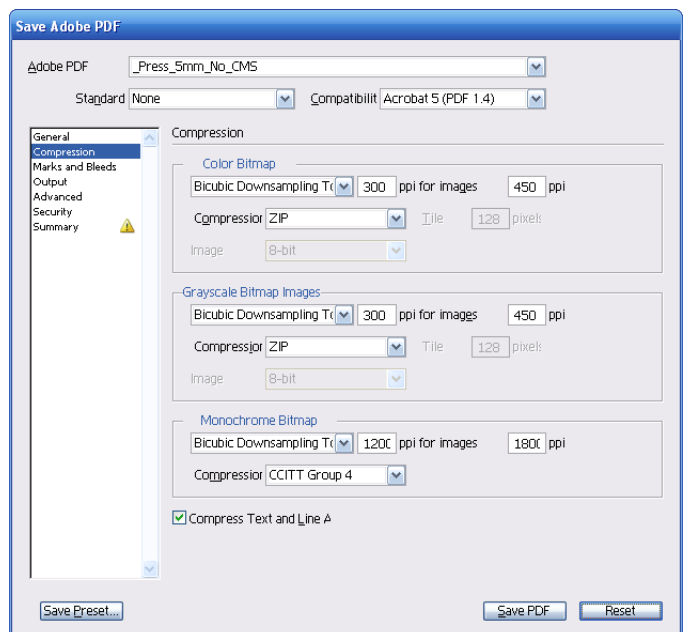 Save Adobe PDF
Adobe PDF _Press_5mm_No_CMS
Standard None Compatibilit Acrobat 5 (PDF 1.4)
General
Compression
Marks and Bleeds
Output
Advanced
Security
Summary
Compression
Color Bitmap
Bicubic Downsampling To 300 ppi for images 450 ppi
Compression ZIP Tile 128 pixels
Image 8-bit
Grayscale Bitmap Images
Bicubic Downsampling To 300 ppi for images 450 ppi
Compression ZIP Tile 128 pixels
Image 8-bit
Monochrome Bitmap
Bicubic Downsampling To 1200 ppi for images 1800 ppi
Compression CCITT Group 4
Compress Text and Line A
Save Preset... Save PDF Reset